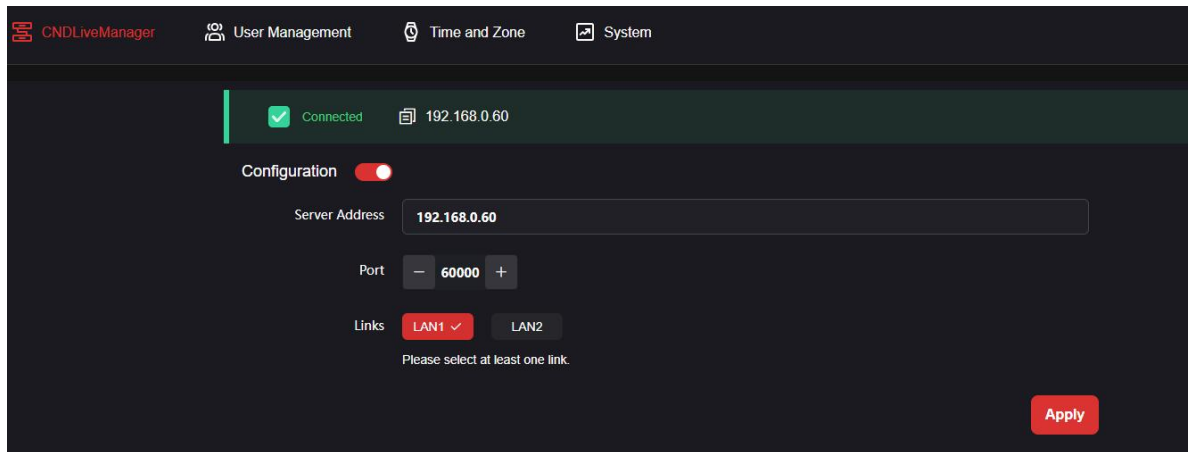 CNDLiveManager User Management Time and Zone System
Connected 192.168.0.60
Configuration
Server Address 192.168.0.60
Port − 60000 +
Links LAN1 LAN2
Please select at least one link.
Apply